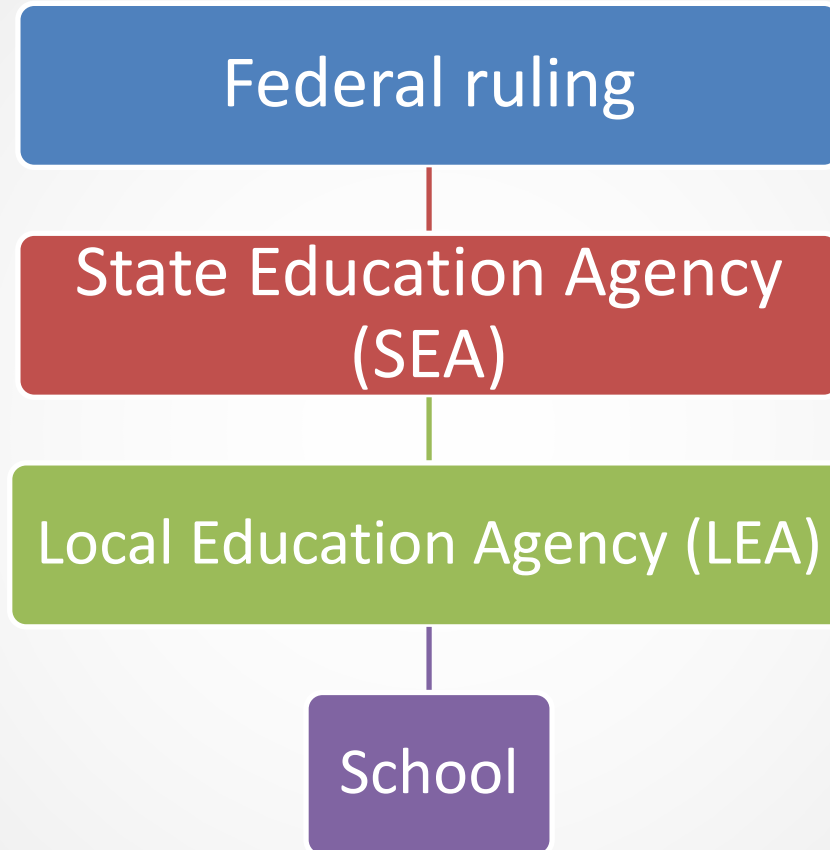 Federal ruling
State Education Agency
(SEA)
Local Education Agency (LEA)
School